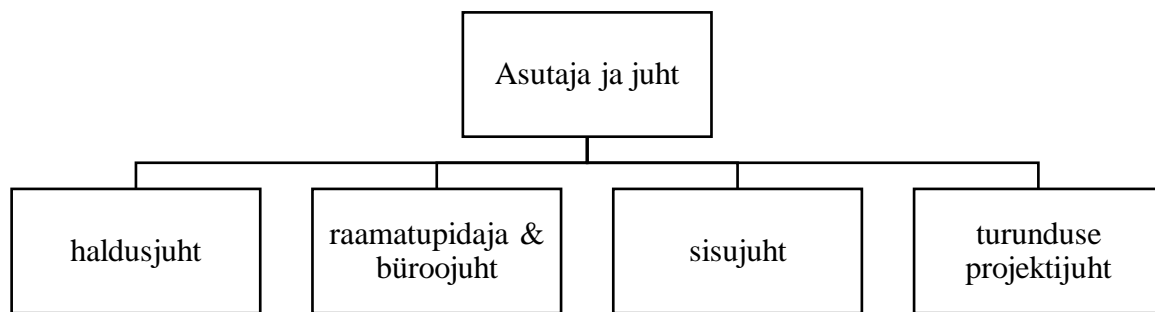 Asutaja ja juht
haldusjuht
raamatupidaja &
büroojuht
sisujuht
turunduse
projektijuht